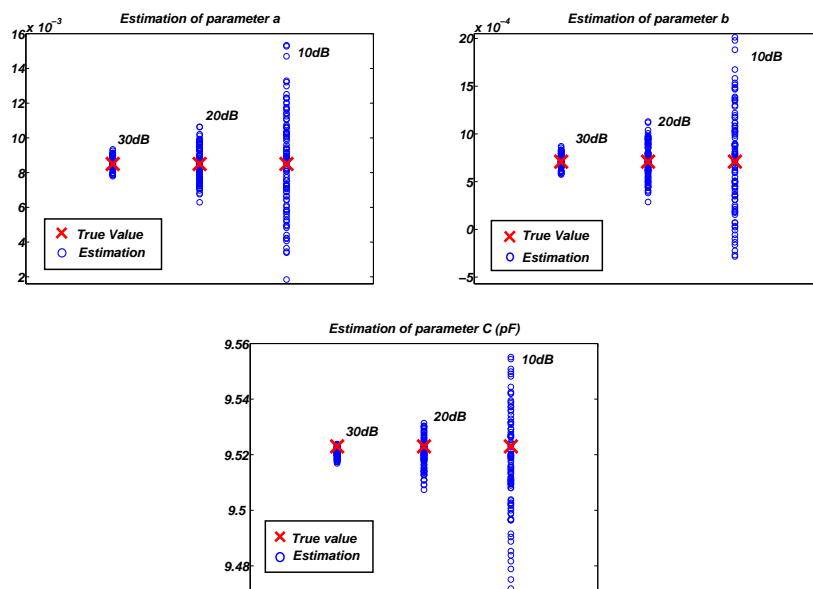 Estimation of parameter a
x 10⁻³
16
14
12
10
8
6
4
2
30dB
20dB
10dB
True Value
Estimation
Estimation of parameter b
x 10⁻⁴
20
15
10
5
0
−5
30dB
20dB
10dB
True Value
Estimation
Estimation of parameter C (pF)
9.56
9.54
9.52
9.5
9.48
30dB
20dB
10dB
True value
Estimation